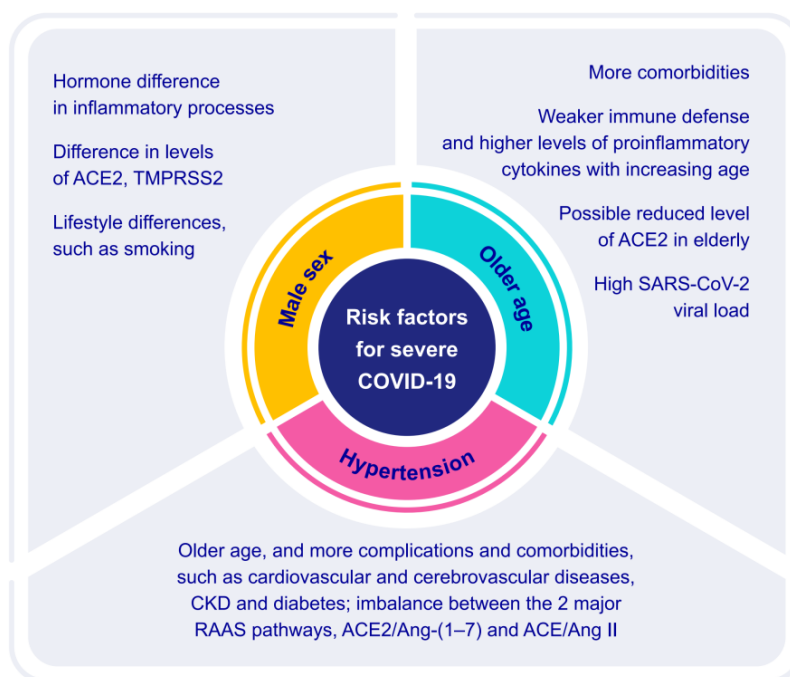 Hormone difference
in inflammatory processes
Difference in levels
of ACE2, TMPRSS2
Lifestyle differences,
such as smoking
More comorbidities
Weaker immune defense
and higher levels of proinflammatory
cytokines with increasing age
Possible reduced level
of ACE2 in elderly
High SARS-CoV-2
viral load
Male sex
Older age
Risk factors
for severe
COVID-19
Hypertension
Older age, and more complications and comorbidities,
such as cardiovascular and cerebrovascular diseases,
CKD and diabetes; imbalance between the 2 major
RAAS pathways, ACE2/Ang-(1–7) and ACE/Ang II